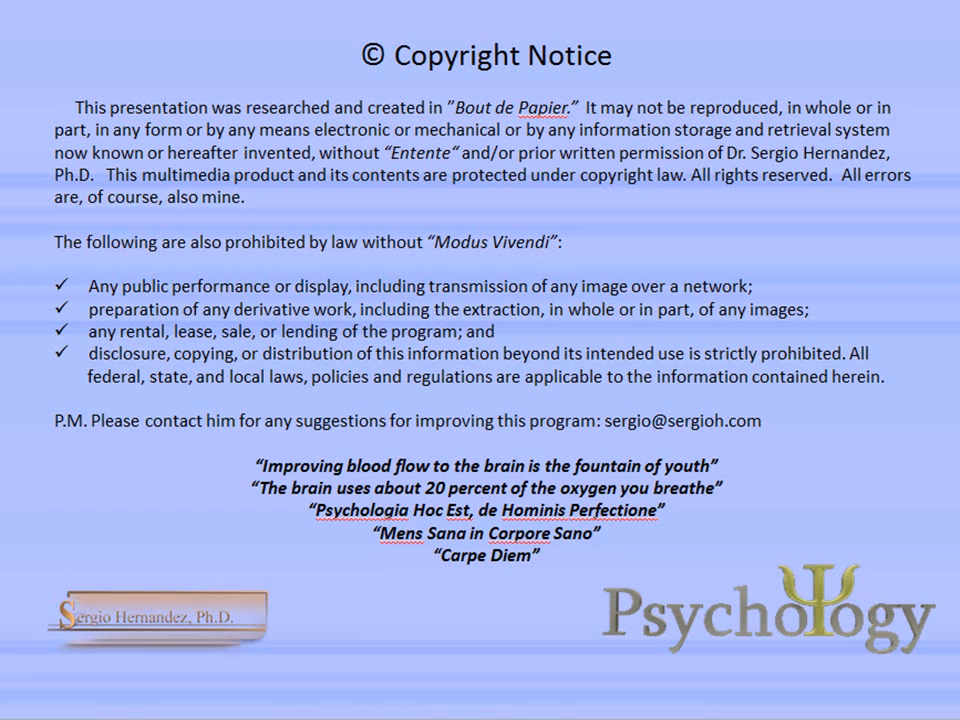 © Copyright Notice
This presentation was researched and created in ”Bout de Papier.” It may not be reproduced, in whole or in
part, in any form or by any means electronic or mechanical or by any information storage and retrieval system
now known or hereafter invented, without “Entente“ and/or prior written permission of Dr. Sergio Hernandez,
Ph.D. This multimedia product and its contents are protected under copyright law. All rights reserved. All errors
are, of course, also mine.
The following are also prohibited by law without “Modus Vivendi”:
✓ Any public performance or display, including transmission of any image over a network;
✓ preparation of any derivative work, including the extraction, in whole or in part, of any images;
✓ any rental, lease, sale, or lending of the program; and
✓ disclosure, copying, or distribution of this information beyond its intended use is strictly prohibited. All
federal, state, and local laws, policies and regulations are applicable to the information contained herein.
P.M. Please contact him for any suggestions for improving this program: sergio@sergioh.com
“Improving blood flow to the brain is the fountain of youth”
“The brain uses about 20 percent of the oxygen you breathe”
“Psychologia Hoc Est, de Hominis Perfectione”
“Mens Sana in Corpore Sano”
“Carpe Diem”
Sergio Hernandez, Ph.D.
PsychoΨogy